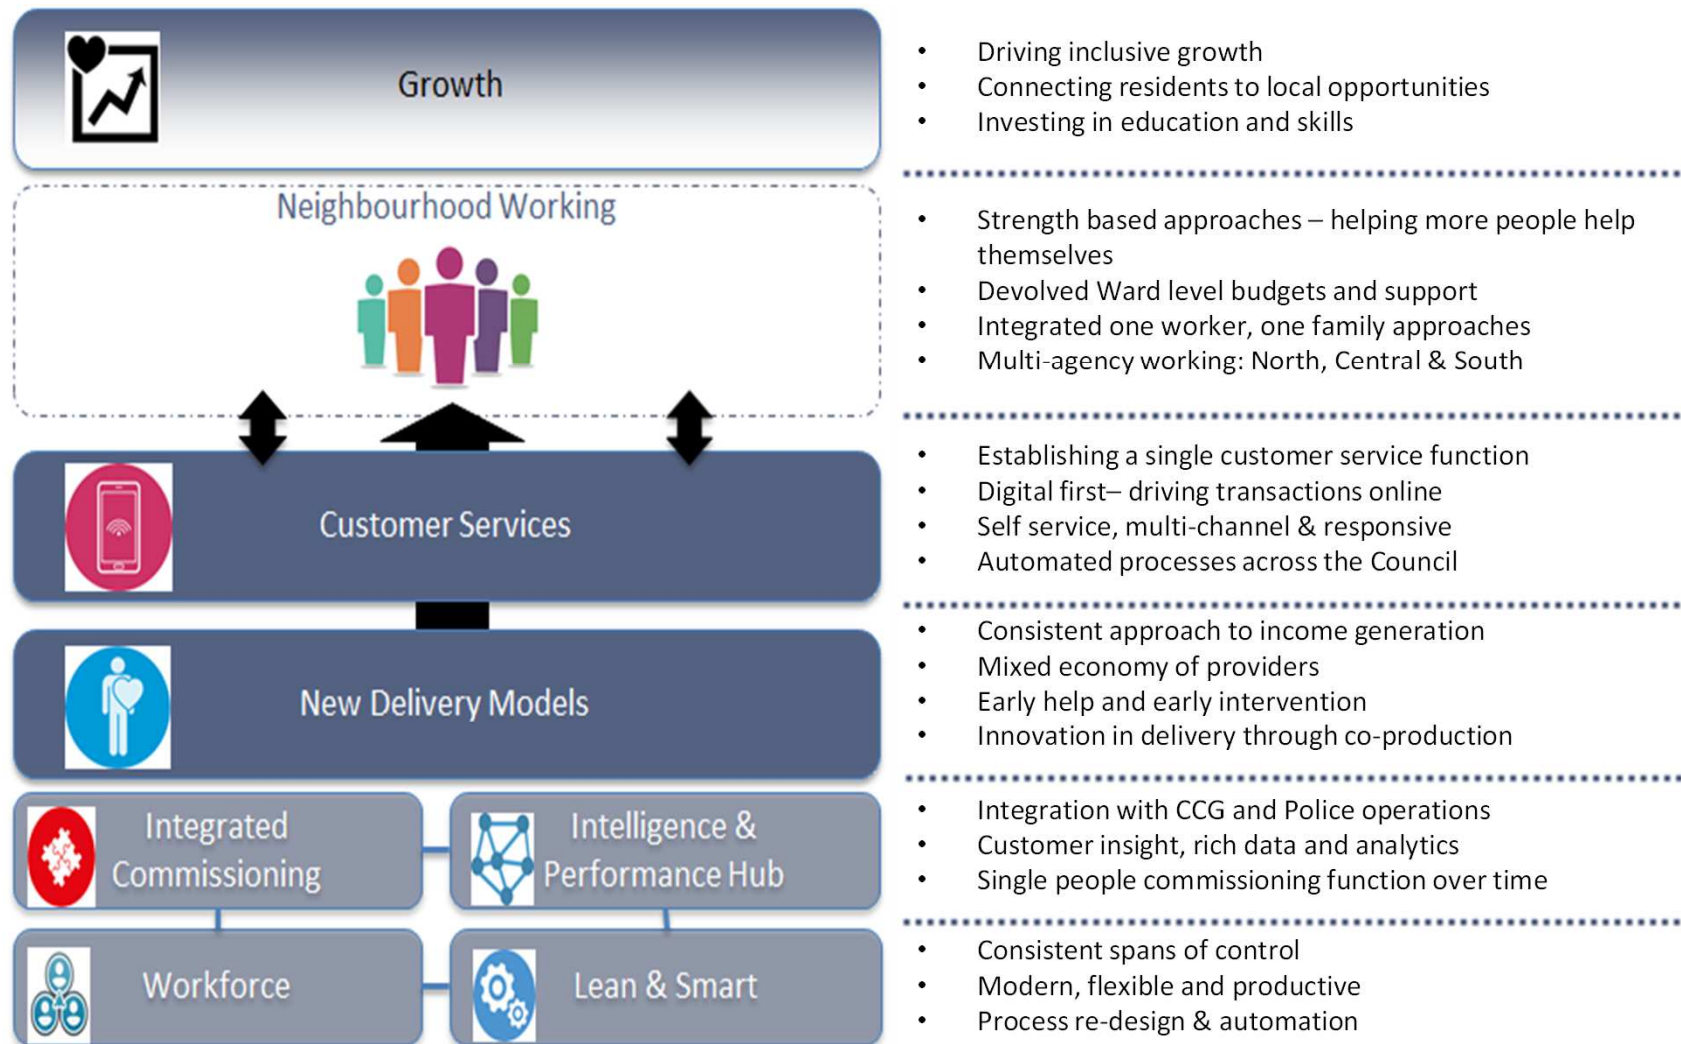 Growth
• Driving inclusive growth
• Connecting residents to local opportunities
• Investing in education and skills
Neighbourhood Working
• Strength based approaches – helping more people help
themselves
• Devolved Ward level budgets and support
• Integrated one worker, one family approaches
• Multi-agency working: North, Central & South
Customer Services
• Establishing a single customer service function
• Digital first– driving transactions online
• Self service, multi-channel & responsive
• Automated processes across the Council
New Delivery Models
• Consistent approach to income generation
• Mixed economy of providers
• Early help and early intervention
• Innovation in delivery through co-production
Integrated
Commissioning
Intelligence &
Performance Hub
• Integration with CCG and Police operations
• Customer insight, rich data and analytics
• Single people commissioning function over time
Workforce
Lean & Smart
• Consistent spans of control
• Modern, flexible and productive
• Process re-design & automation